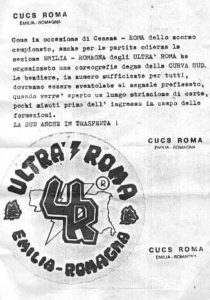 CUCS ROMA
EMILIA - ROMAGNA
Come in occasione di Cesena - ROMA dello scorso
campionato, anche per la partita odierna la
sezione EMILIA - ROMAGNA degli ULTRA' ROMA ha
organizzato una coreografia degna della CURVA SUD.
Le bandiere, in numero sufficiente per tutti,
dovranno essere sventolate al segnale prefissato,
quando verrà aperto un lungo striscione di carta,
pochi minuti prima dell' ingresso in campo delle
formazioni.
LA SUD ANCHE IN TRASFERTA !
CUCS ROMA
EMILIA - ROMAGNA
ULTRA' ROMA
UR
®
EMILIA-ROMAGNA
CUCS ROMA
EMILIA - ROMAGNA